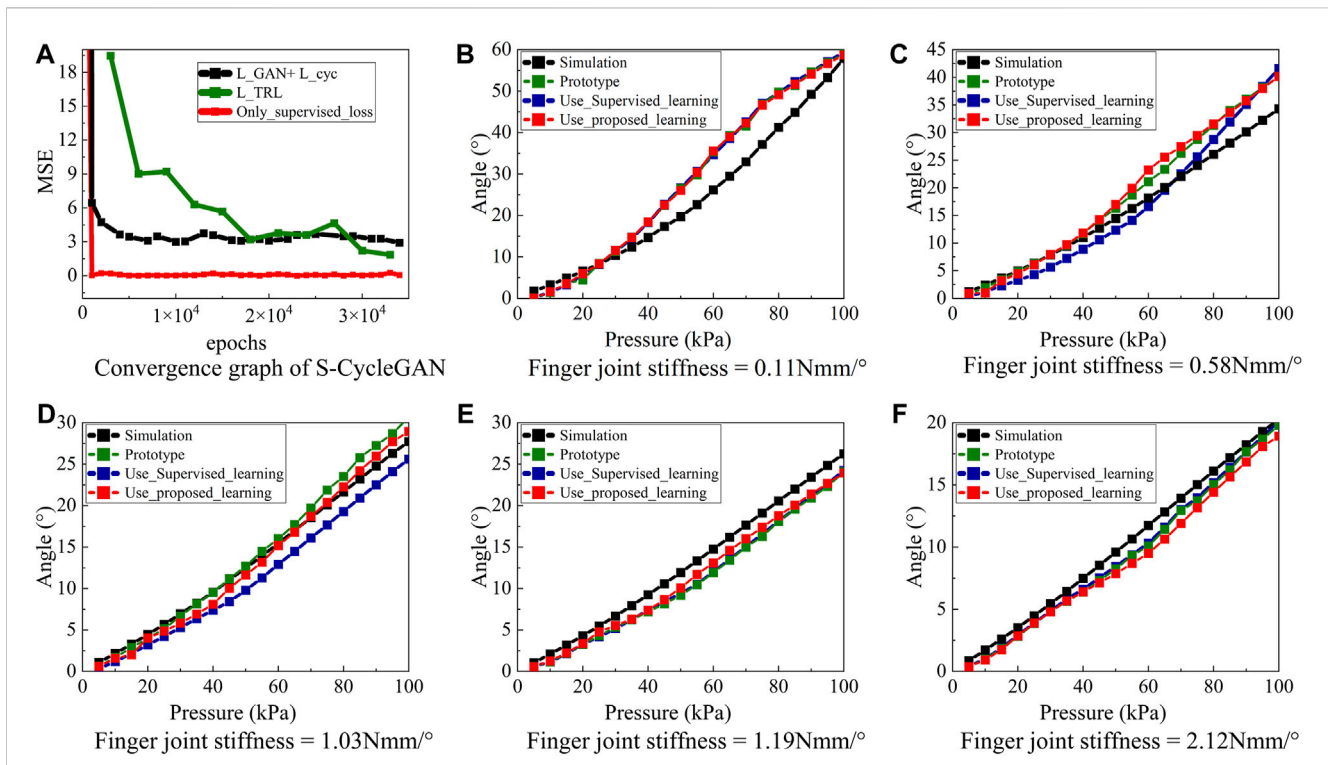 A
MSE
18
15
12
9
6
3
0
L_GAN+ L_cyc
L_TRL
Only_supervised_loss
1×10⁴
2×10⁴
3×10⁴
epochs
Convergence graph of S-CycleGAN
B
Angle (°)
60
50
40
30
20
10
0
Simulation
Prototype
Use_Supervised_learning
Use_proposed_learning
0
20
40
60
80
100
Pressure (kPa)
Finger joint stiffness = 0.11Nmm/°
C
Angle (°)
45
40
35
30
25
20
15
10
5
0
Simulation
Prototype
Use_Supervised_learning
Use_proposed_learning
0
20
40
60
80
100
Pressure (kPa)
Finger joint stiffness = 0.58Nmm/°
D
Angle (°)
30
25
20
15
10
5
0
Simulation
Prototype
Use_Supervised_learning
Use_proposed_learning
0
20
40
60
80
100
Pressure (kPa)
Finger joint stiffness = 1.03Nmm/°
E
Angle (°)
30
25
20
15
10
5
0
Simulation
Prototype
Use_Supervised_learning
Use_proposed_learning
0
20
40
60
80
100
Pressure (kPa)
Finger joint stiffness = 1.19Nmm/°
F
Angle (°)
20
15
10
5
0
Simulation
Prototype
Use_Supervised_learning
Use_proposed_learning
0
20
40
60
80
100
Pressure (kPa)
Finger joint stiffness = 2.12Nmm/°